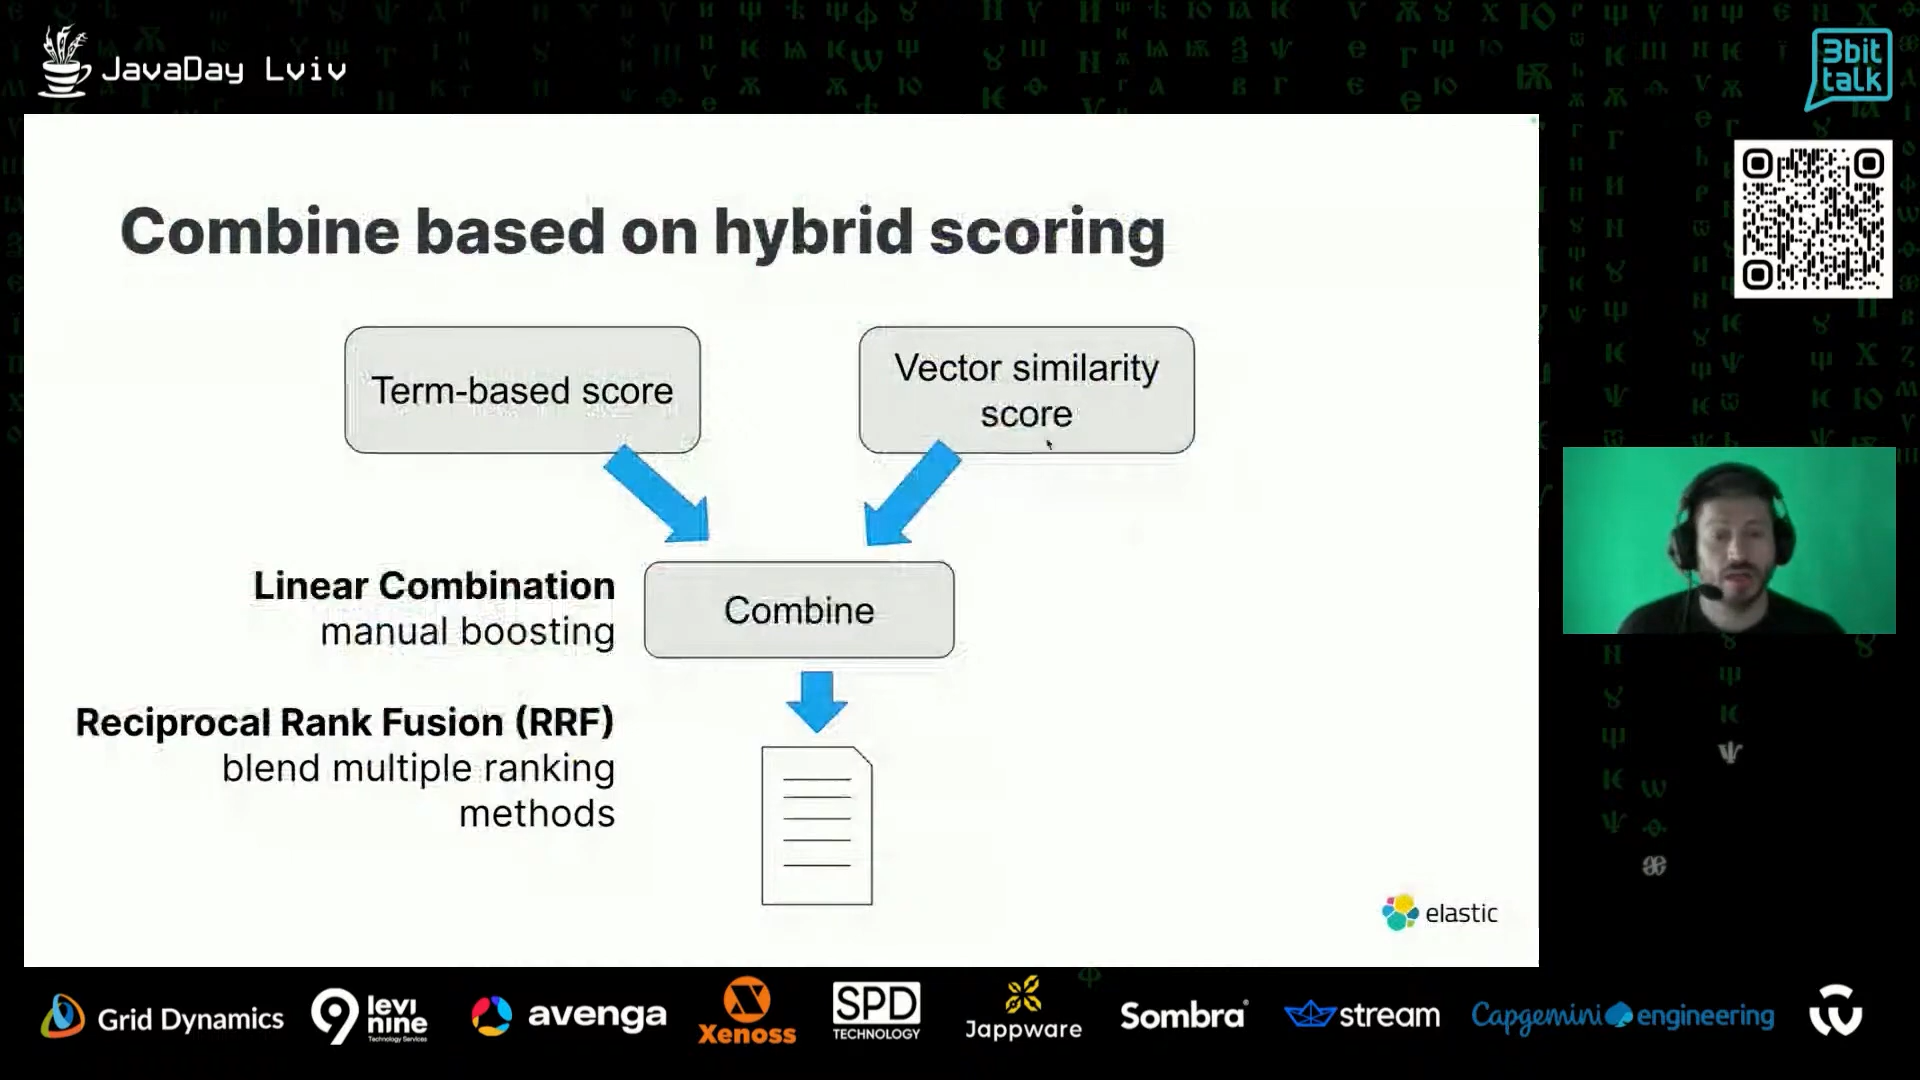 JavaDay Lviv
3bit
talk
Combine based on hybrid scoring
Term-based score
Vector similarity
score
Linear Combination
manual boosting
Combine
Reciprocal Rank Fusion (RRF)
blend multiple ranking
methods
elastic
Grid Dynamics
levi
nine
Technology Services
avenga
Xenoss
SPD
TECHNOLOGY
Jappware
Sombra
stream
Capgemini engineering